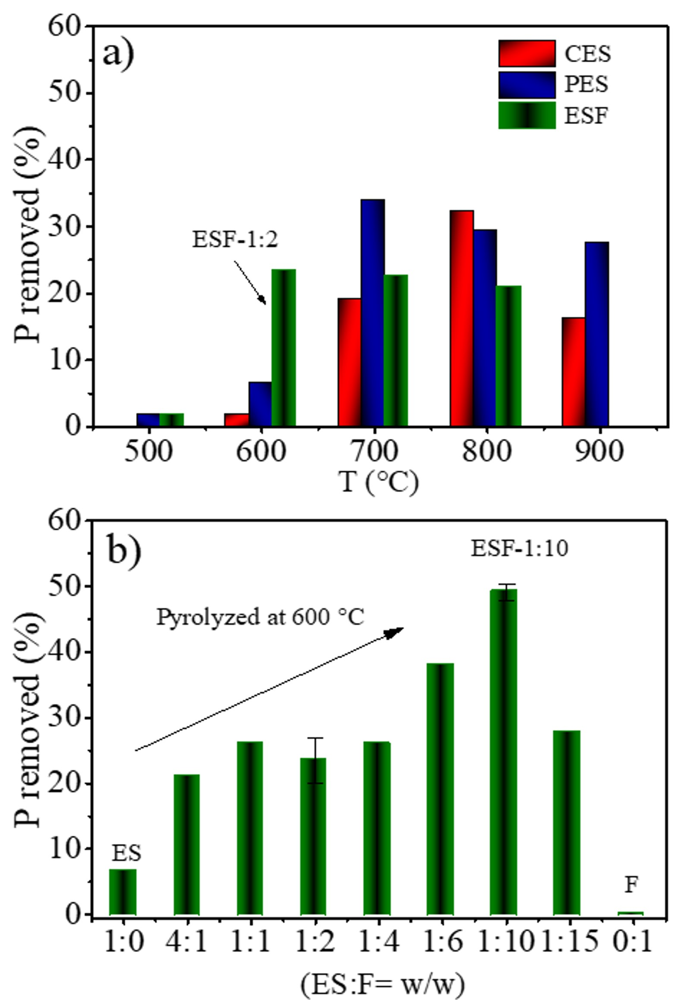 a)
CES
PES
ESF
ESF-1:2
P removed (%)
60
50
40
30
20
10
0
500 600 700 800 900
T (°C)
b)
ESF-1:10
Pyrolyzed at 600 °C
ES
F
P removed (%)
60
50
40
30
20
10
0
1:0 4:1 1:1 1:2 1:4 1:6 1:10 1:15 0:1
(ES:F= w/w)